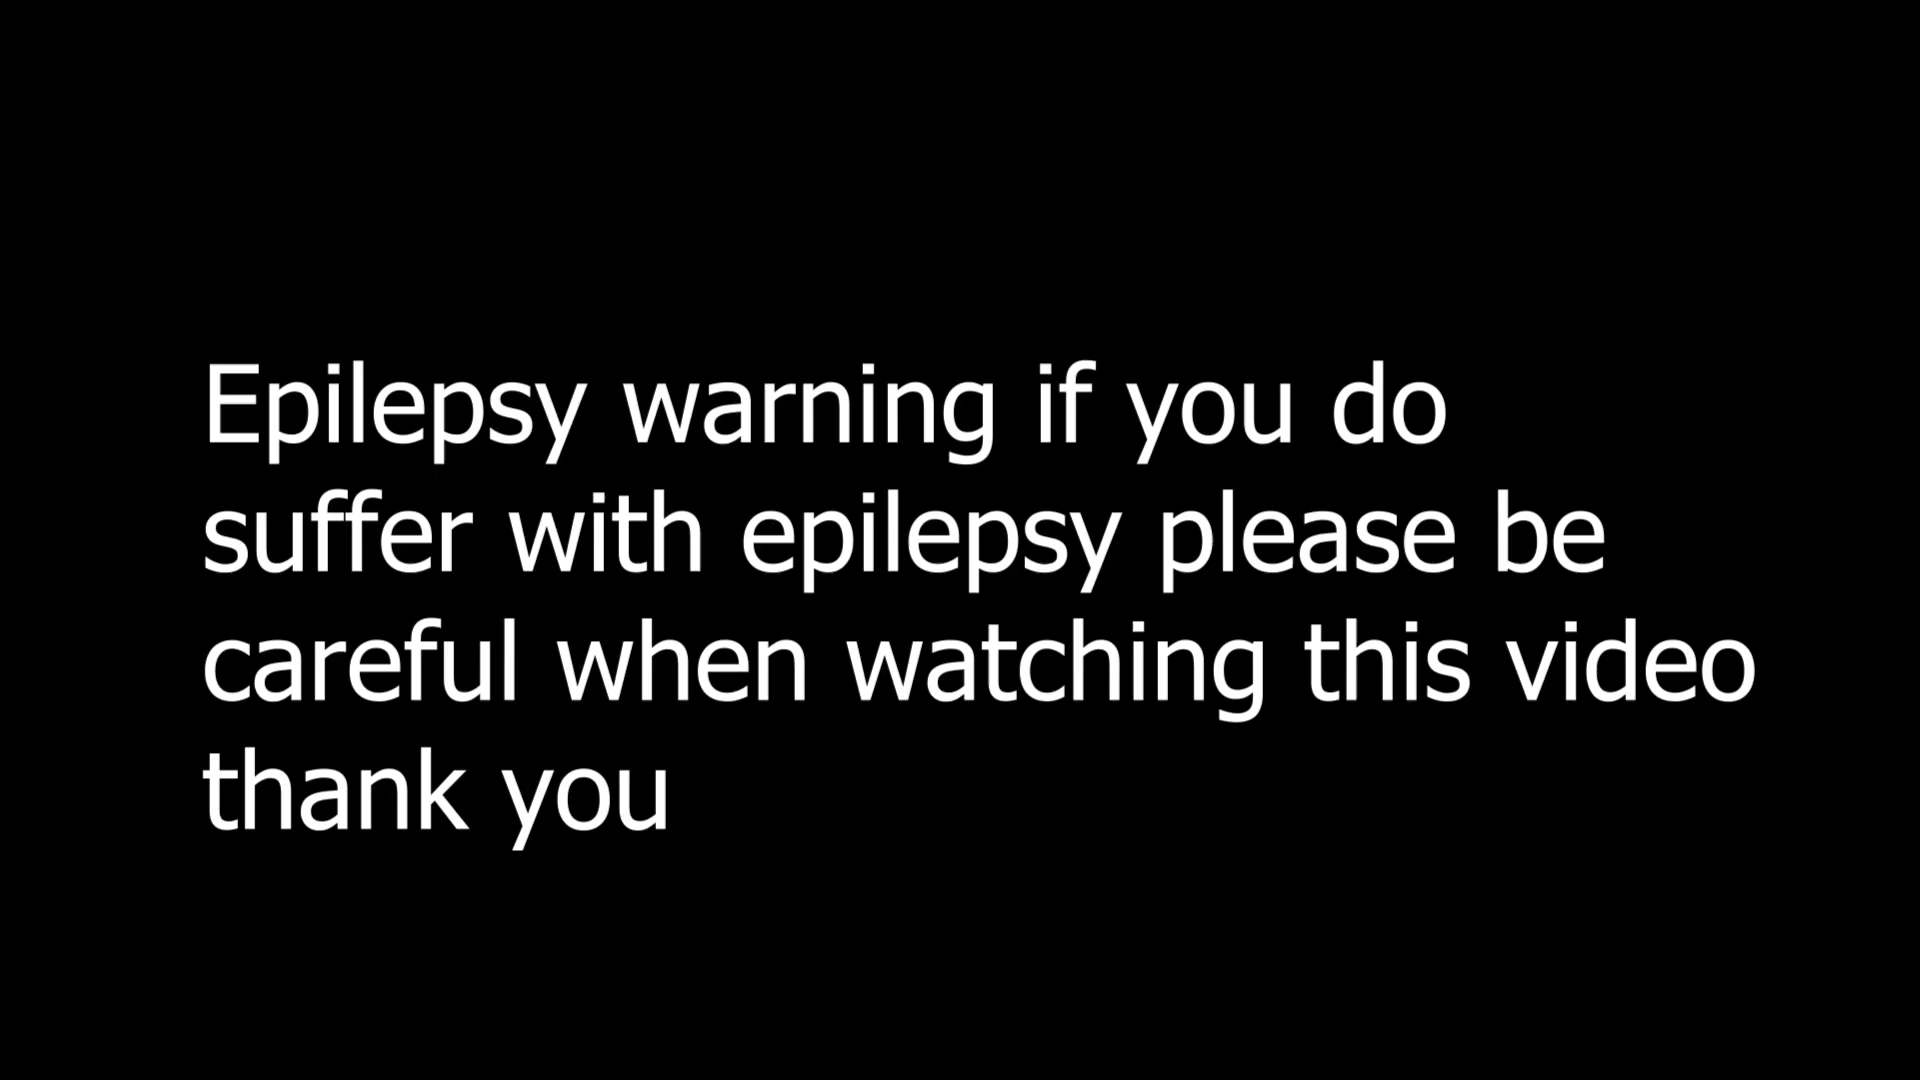 Epilepsy warning if you do
suffer with epilepsy please be
careful when watching this video
thank you